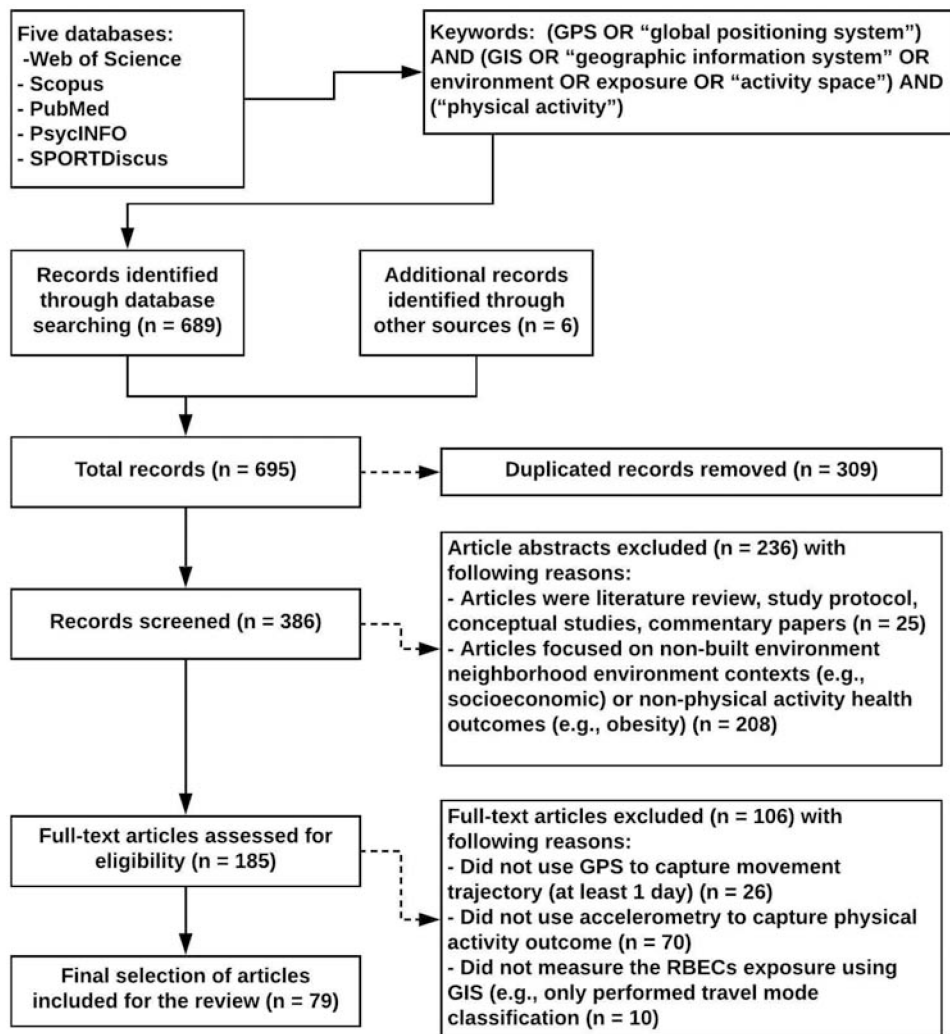 Five databases:
-Web of Science
- Scopus
- PubMed
- PsycINFO
- SPORTDiscus
Keywords: (GPS OR “global positioning system”)
AND (GIS OR “geographic information system” OR
environment OR exposure OR “activity space”) AND
(“physical activity”)
Records identified
through database
searching (n = 689)
Additional records
identified through
other sources (n = 6)
Total records (n = 695)
Duplicated records removed (n = 309)
Records screened (n = 386)
Article abstracts excluded (n = 236) with
following reasons:
- Articles were literature review, study protocol,
conceptual studies, commentary papers (n = 25)
- Articles focused on non-built environment
neighborhood environment contexts (e.g.,
socioeconomic) or non-physical activity health
outcomes (e.g., obesity) (n = 208)
Full-text articles assessed for
eligibility (n = 185)
Full-text articles excluded (n = 106) with
following reasons:
- Did not use GPS to capture movement
trajectory (at least 1 day) (n = 26)
- Did not use accelerometry to capture physical
activity outcome (n = 70)
- Did not measure the RBECs exposure using
GIS (e.g., only performed travel mode
classification (n = 10)
Final selection of articles
included for the review (n = 79)